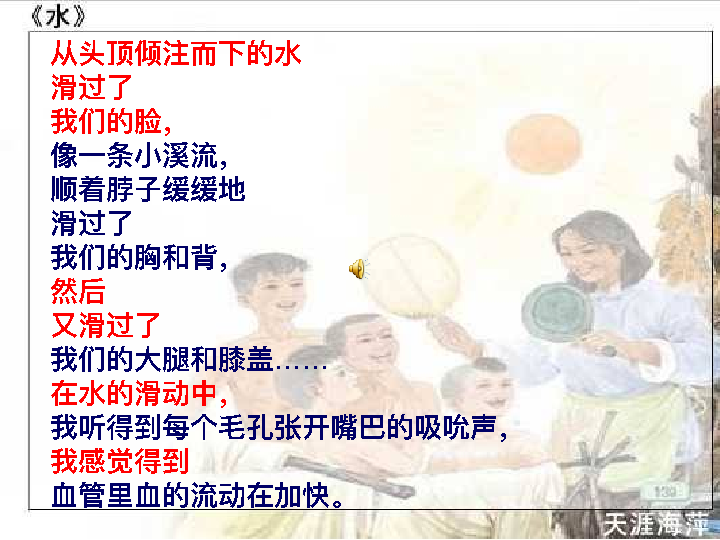 《水》
从头顶倾注而下的水
滑过了
我们的脸，
像一条小溪流，
顺着脖子缓缓地
滑过了
我们的胸和背，
然后
又滑过了
我们的大腿和膝盖……
在水的滑动中，
我听得到每个毛孔张开嘴巴的吸吮声，
我感觉得到
血管里血的流动在加快。
139
天涯海萍